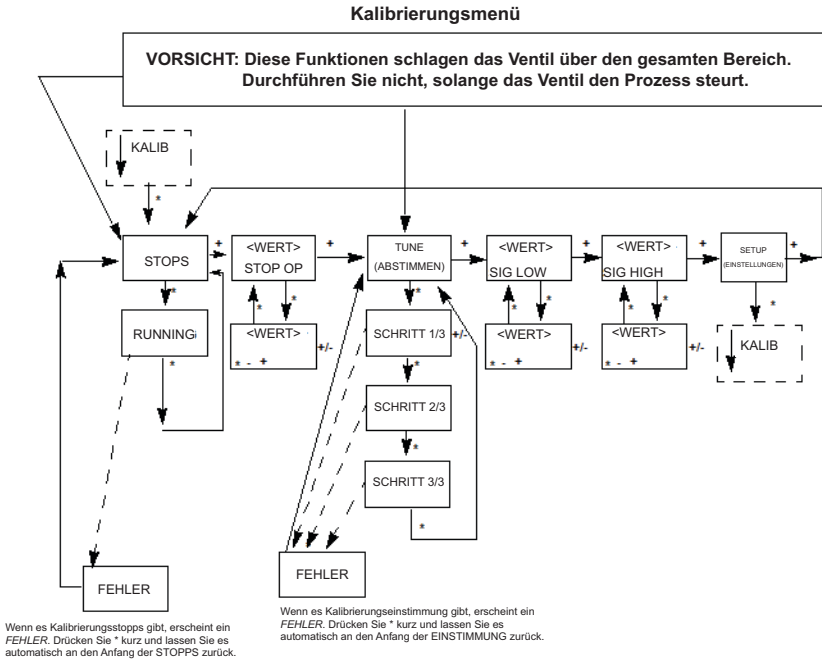 Kalibrierungsmenü
VORSICHT: Diese Funktionen schlagen das Ventil über den gesamten Bereich.
Durchführen Sie nicht, solange das Ventil den Prozess steurt.
KALIB
*
STOPS
+
<WERT>
STOP OP
+
TUNE
(ABSTIMMEN)
+
<WERT>
SIG LOW
+
<WERT>
SIG HIGH
+
SETUP
(EINSTELLUNGEN)
+
*
*
*
*
*
*
*
*
*
RUNNING
*
<WERT>
* - +
+/-
SCHRITT 1/3
+/-
<WERT>
* - +
+/-
<WERT>
* - +
+/-
KALIB
*
SCHRITT 2/3
*
SCHRITT 3/3
*
FEHLER
FEHLER
Wenn es Kalibrierungsstopps gibt, erscheint ein
FEHLER. Drücken Sie * kurz und lassen Sie es
automatisch an den Anfang der STOPPS zurück.
Wenn es Kalibrierungseinstimmung gibt, erscheint ein
FEHLER. Drücken Sie * kurz und lassen Sie es
automatisch an den Anfang der EINSTIMMUNG zurück.